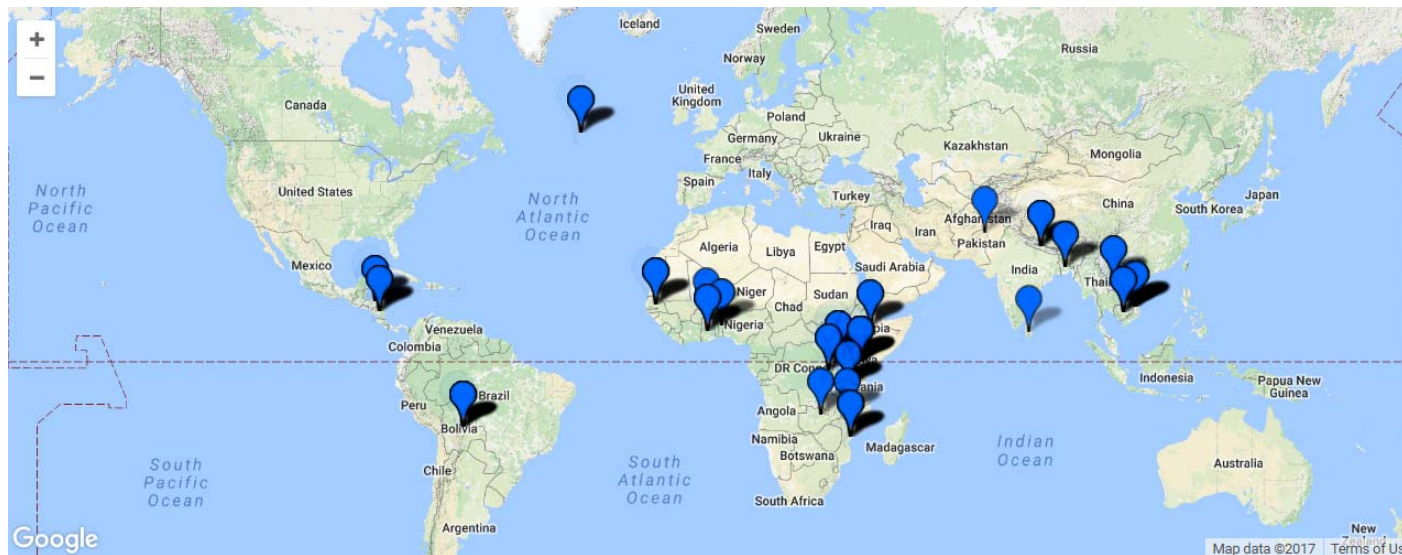 +
−
Iceland
Sweden
Russia
Norway
Canada
United
Kingdom
Poland
Germany
Ukraine
Kazakhstan
Mongolia
France
Italy
Spain
Turkey
North
Pacific
Ocean
United States
North
Atlantic
Ocean
China
South Korea
Japan
Afghanistan
Iraq
Iran
Pakistan
Algeria
Libya
Egypt
Mexico
Saudi Arabia
India
Niger
Chad
Sudan
Nigeria
Venezuela
Colombia
DR Con
Indonesia
Papua New
Guinea
Brazil
Peru
Angola
Bolivia
Namibia
Botswana
Madagascar
Indian
Ocean
Australia
South
Pacific
Ocean
Chile
South
Atlantic
Ocean
South Africa
Argentina
New
Zealand
Google
Map data ©2017
Terms of Us